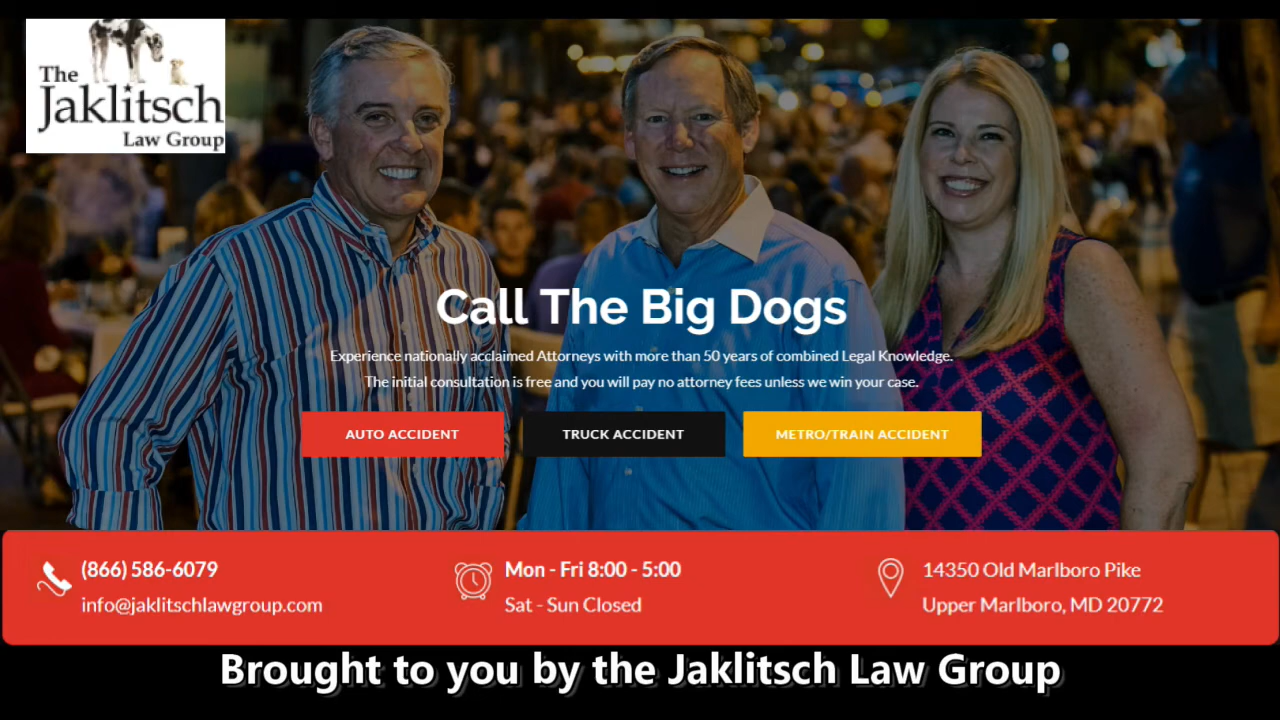 The
Jaklitsch
Law Group
Call The Big Dogs
Experience nationally acclaimed Attorneys with more than 50 years of combined Legal Knowledge.
The initial consultation is free and you will pay no attorney fees unless we win your case.
AUTO ACCIDENT
TRUCK ACCIDENT
METRO/TRAIN ACCIDENT
(866) 586-6079
info@jaklitschlawgroup.com
Mon - Fri 8:00 - 5:00
Sat - Sun Closed
14350 Old Marlboro Pike
Upper Marlboro, MD 20772
Brought to you by the Jaklitsch Law Group